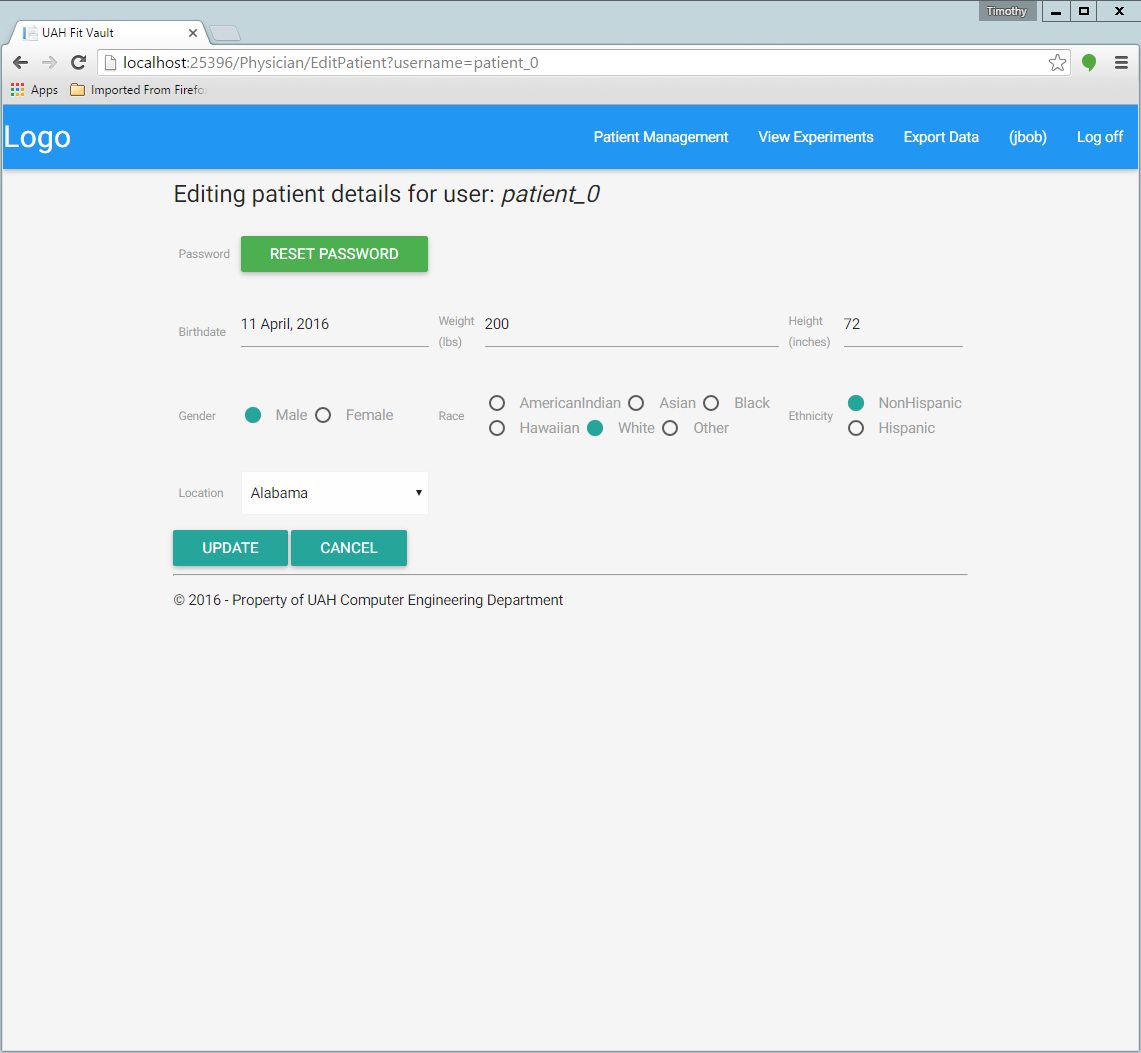 Timothy
UAH Fit Vault
localhost:25396/Physician/EditPatient?username=patient_0
Apps Imported From Firefo
Logo Patient Management View Experiments Export Data (jbob) Log off
Editing patient details for user: patient_0
Password RESET PASSWORD
Birthdate 11 April, 2016 Weight (lbs) 200 Height (inches) 72
Gender Male Female Race AmericanIndian Asian Black Ethnicity NonHispanic
Hawaiian White Other Hispanic
Location Alabama
UPDATE CANCEL
© 2016 - Property of UAH Computer Engineering Department